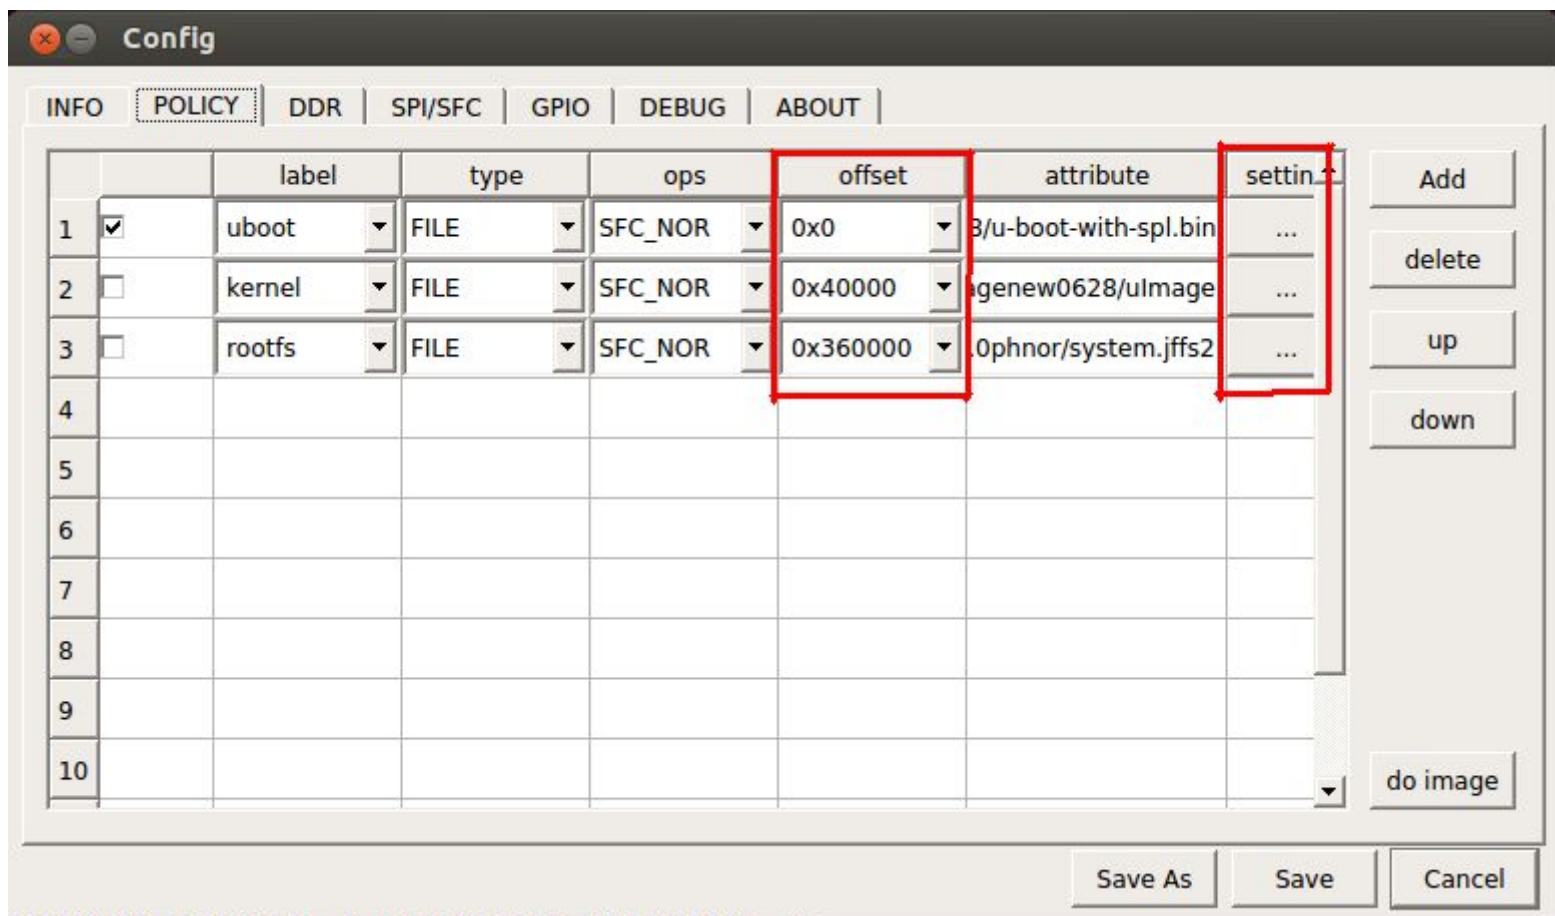 Config
INFO POLICY DDR SPI/SFC GPIO DEBUG ABOUT
label type ops offset attribute settin
Add
1 uboot FILE SFC_NOR 0x0 3/u-boot-with-spl.bin ...
delete
2 kernel FILE SFC_NOR 0x40000 agenew0628/uImage ...
3 rootfs FILE SFC_NOR 0x360000 .0phnor/system.jffs2 ...
up
4
down
5
6
7
8
9
10
do image
Save As Save Cancel